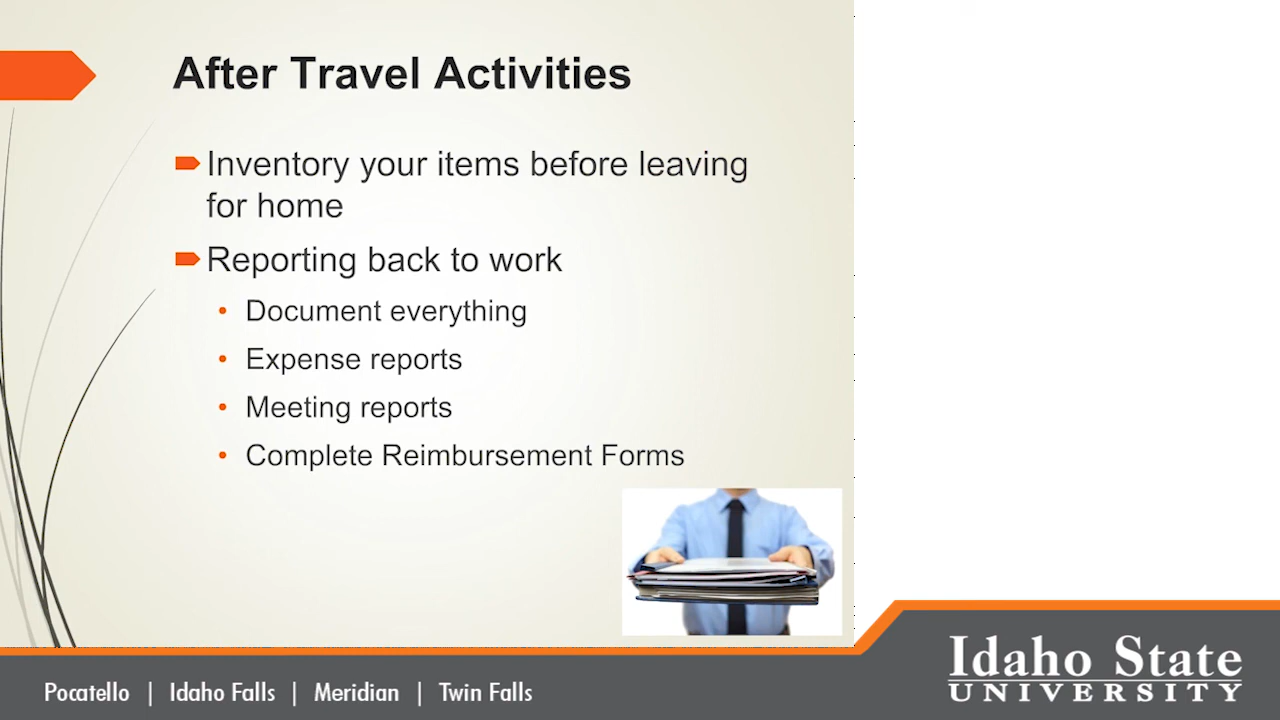 After Travel Activities
Inventory your items before leaving
for home
Reporting back to work
• Document everything
• Expense reports
• Meeting reports
• Complete Reimbursement Forms
Pocatello | Idaho Falls | Meridian | Twin Falls
Idaho State
UNIVERSITY